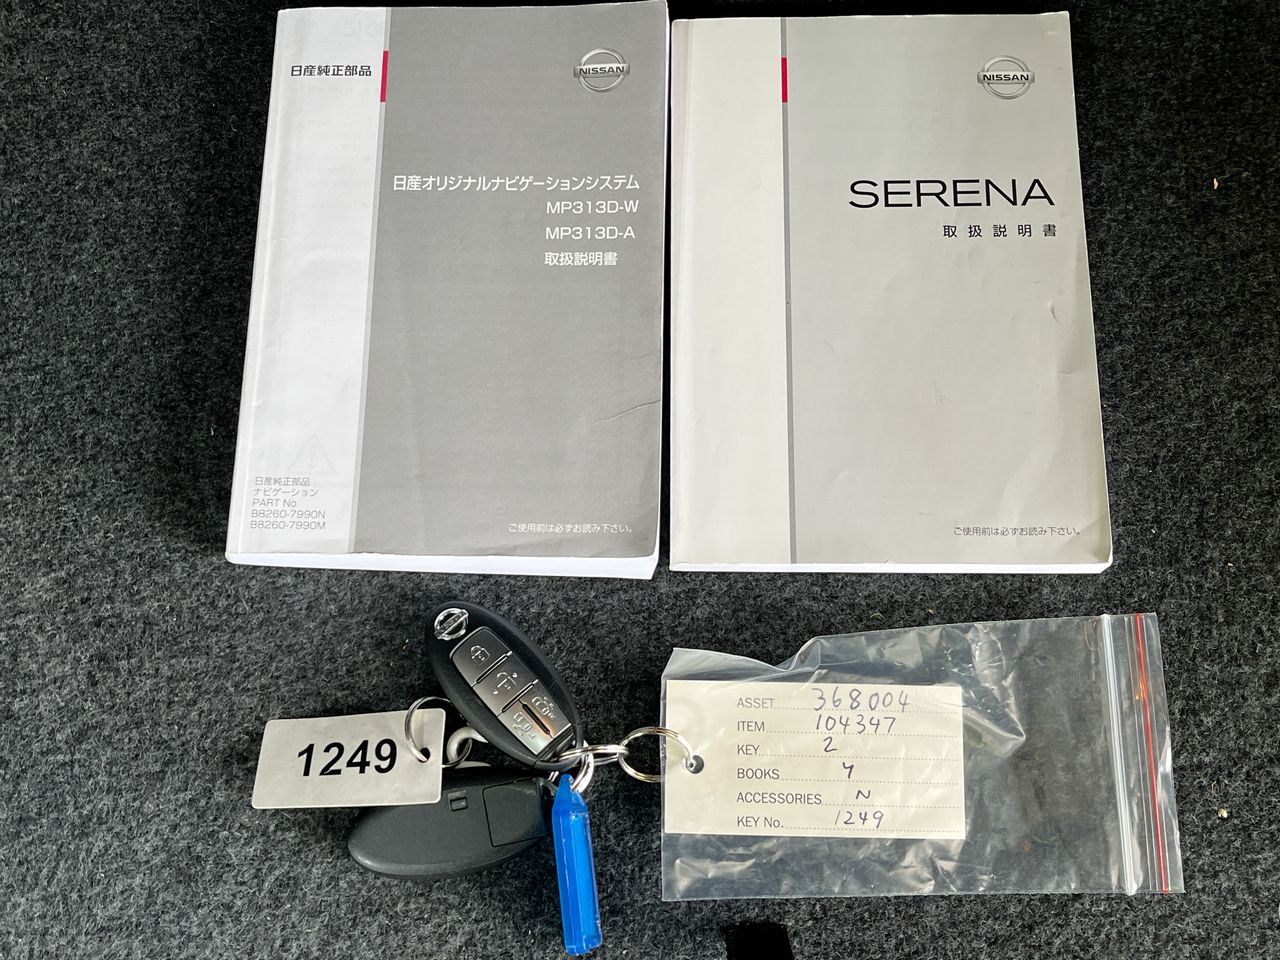 日産純正部品
NISSAN
日産オリジナルナビゲーションシステム
MP313D-W
MP313D-A
取扱説明書
日産純正部品
ナビゲーション
PART No.
B8260-7990N
B8260-7990M
ご使用前は必ずお読み下さい。
NISSAN
SERENA
取扱説明書
ご使用前は必ずお読み下さい。
NISSAN
1249
ASSET 368004
ITEM 104347
KEY 2
BOOKS Y
ACCESSORIES N
KEY No. 1249